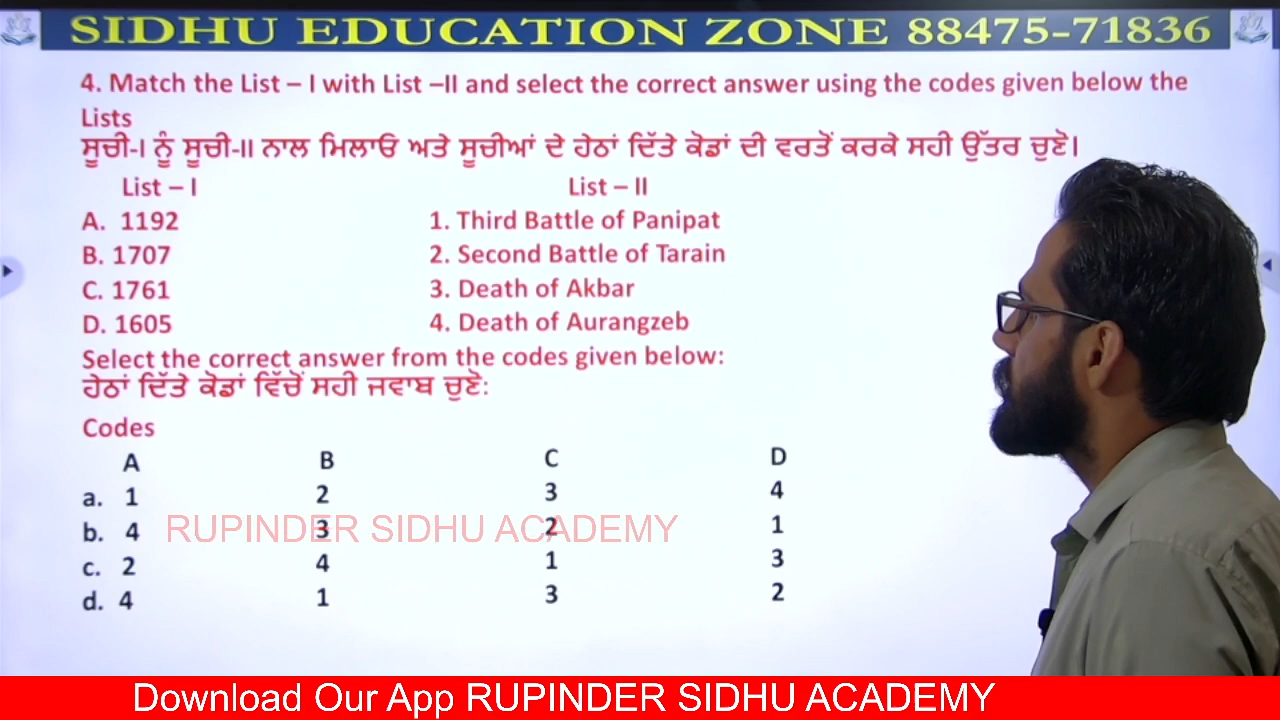 SIDHU EDUCATION ZONE 88475-71836
4. Match the List – I with List –II and select the correct answer using the codes given below the
Lists
ਸੂਚੀ-I ਨੂੰ ਸੂਚੀ-II ਨਾਲ ਮਿਲਾਓ ਅਤੇ ਸੂਚੀਆਂ ਦੇ ਹੇਠਾਂ ਦਿੱਤੇ ਕੋਡਾਂ ਦੀ ਵਰਤੋਂ ਕਰਕੇ ਸਹੀ ਉੱਤਰ ਚੁਣੋ।
List – I List – II
A. 1192 1. Third Battle of Panipat
B. 1707 2. Second Battle of Tarain
C. 1761 3. Death of Akbar
D. 1605 4. Death of Aurangzeb
Select the correct answer from the codes given below:
ਹੇਠਾਂ ਦਿੱਤੇ ਕੋਡਾਂ ਵਿੱਚੋਂ ਸਹੀ ਜਵਾਬ ਚੁਣੋ:
Codes
A B C D
a. 1 2 3 4
b. 4 3 2 1
RUPINDER SIDHU ACADEMY
c. 2 4 1 3
d. 4 1 3 2
Download Our App RUPINDER SIDHU ACADEMY